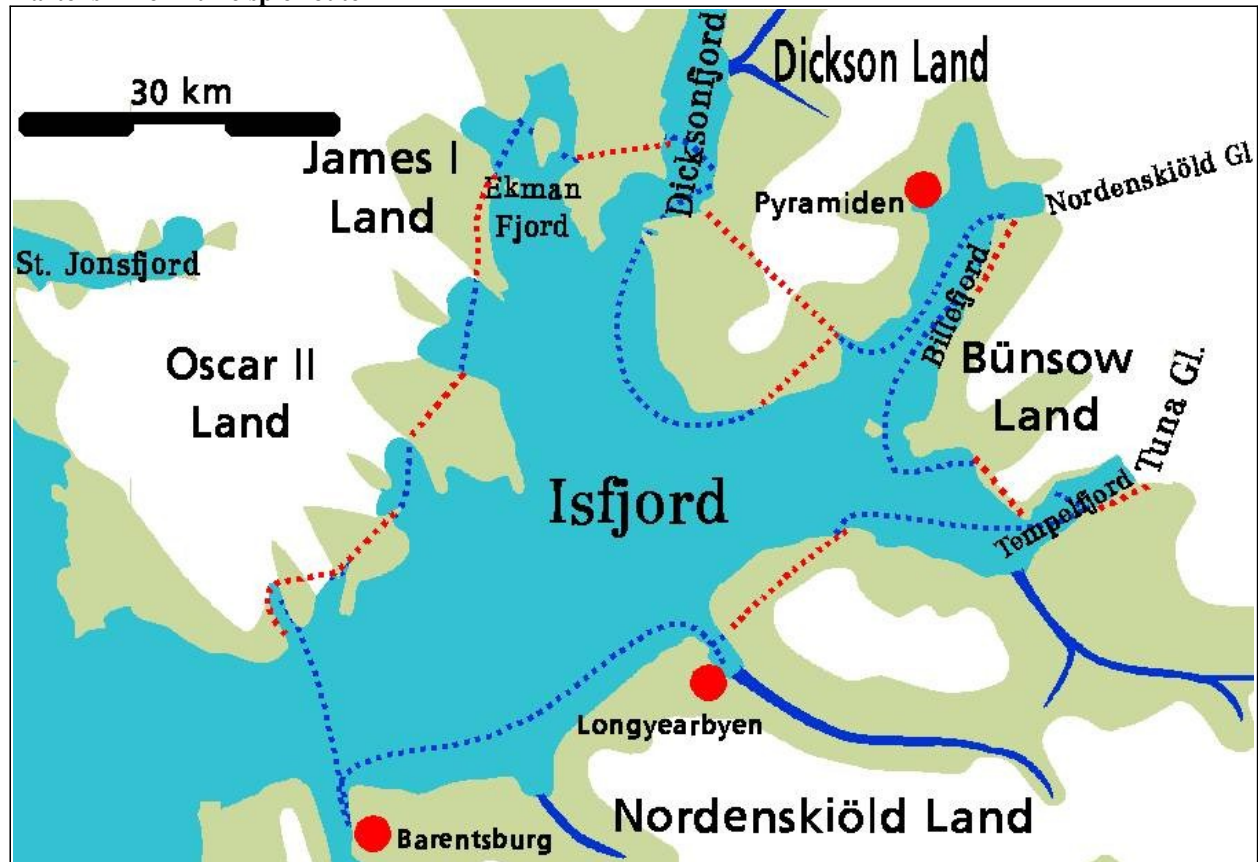 30 km
Dickson Land
Dicksonfjord
James I
Land
Ekman
Fjord
Pyramiden
Nordenskiöld Gl
St. Jonsfjord
Billefjord
Oscar II
Land
Bünsow
Land
Tuna Gl.
Isfjord
Tempelfjord
Longyearbyen
Nordenskiöld Land
Barentsburg